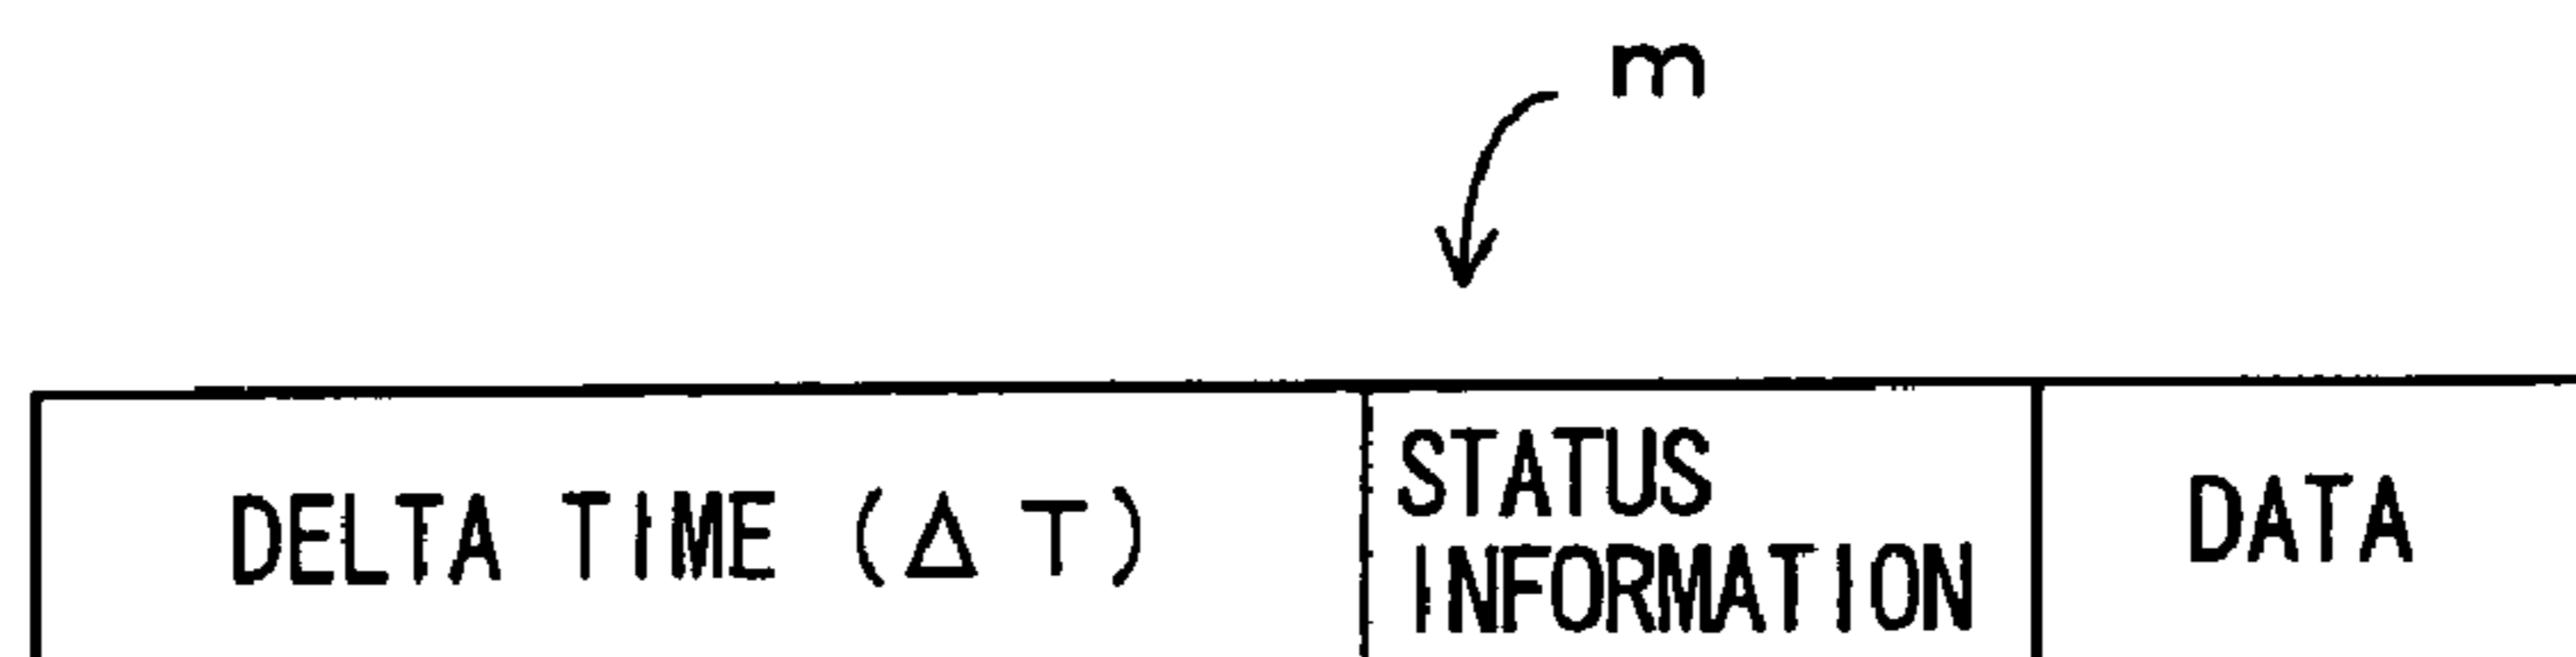 m
DELTA TIME (Δ T)
STATUS
INFORMATION
DATA